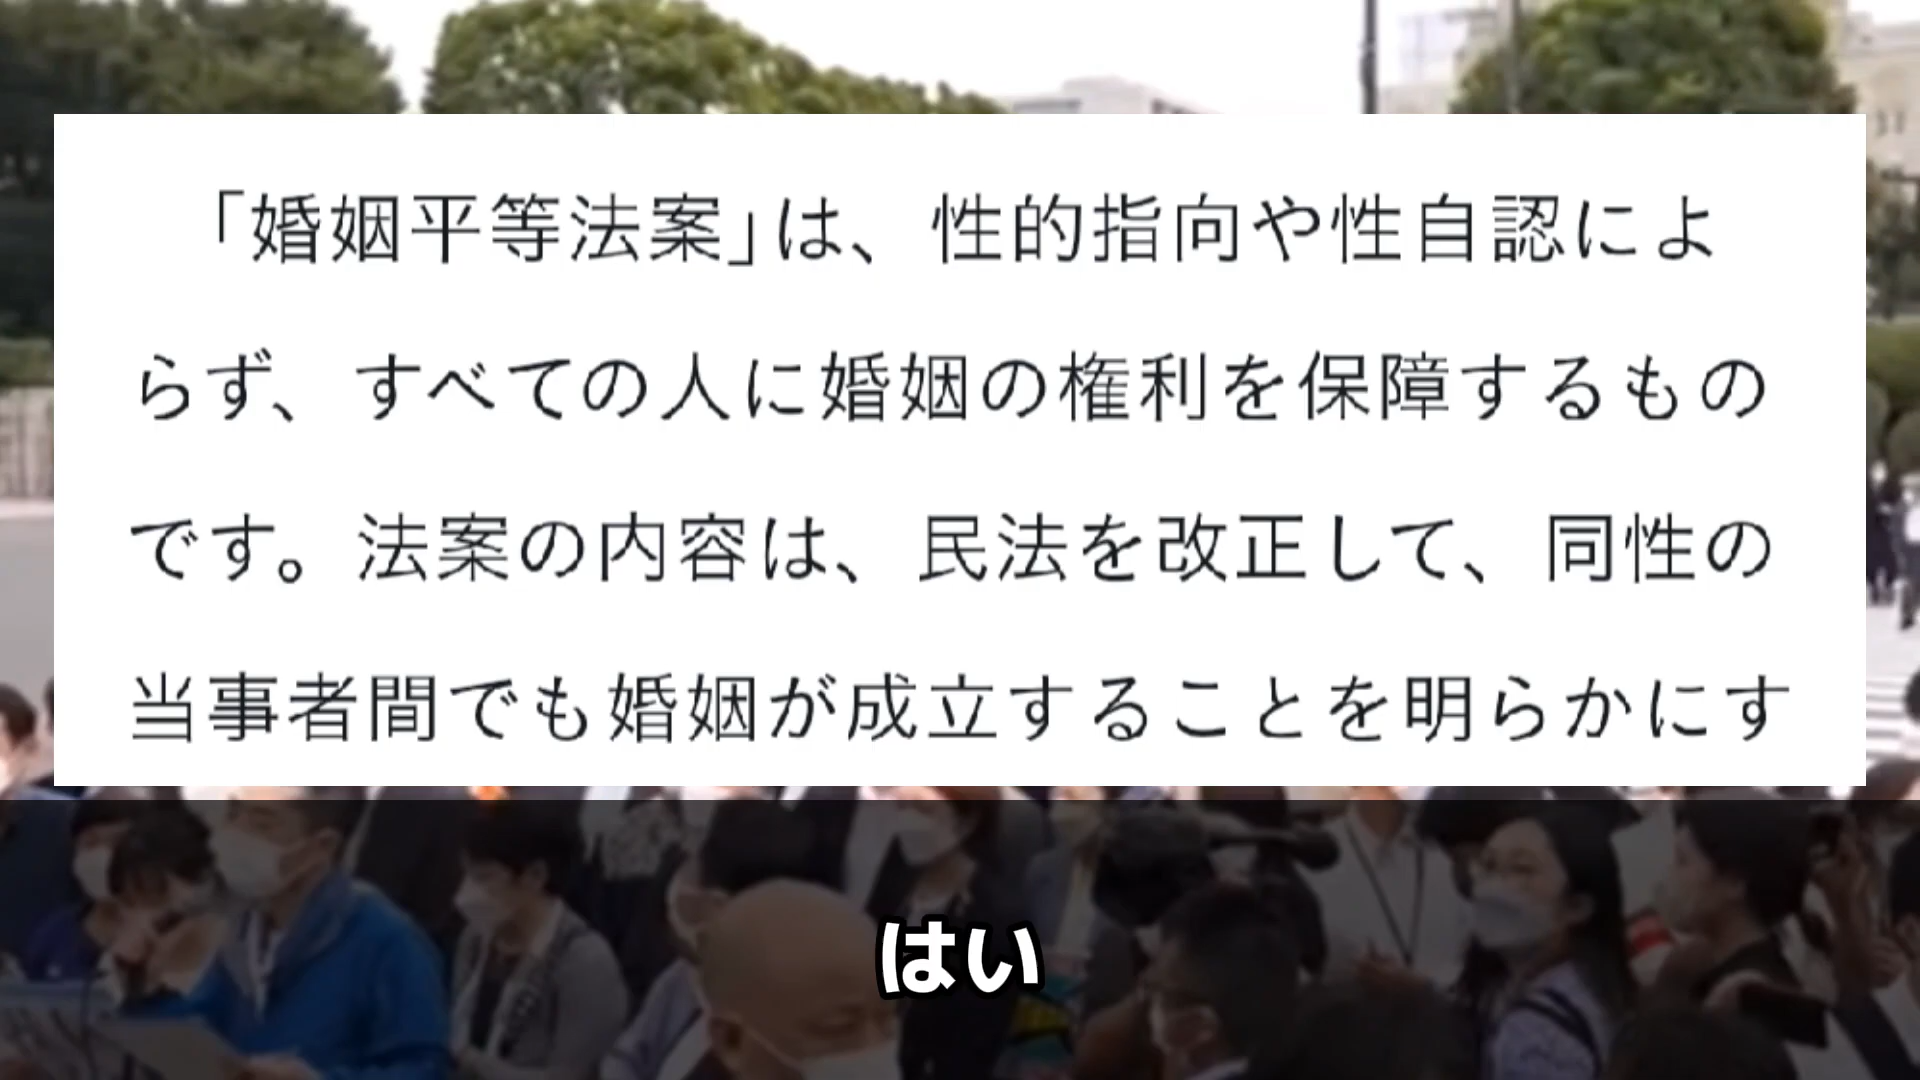 「婚姻平等法案」は、性的指向や性自認によ
らず、すべての人に婚姻の権利を保障するもの
です。法案の内容は、民法を改正して、同性の
当事者間でも婚姻が成立することを明らかにす
はい